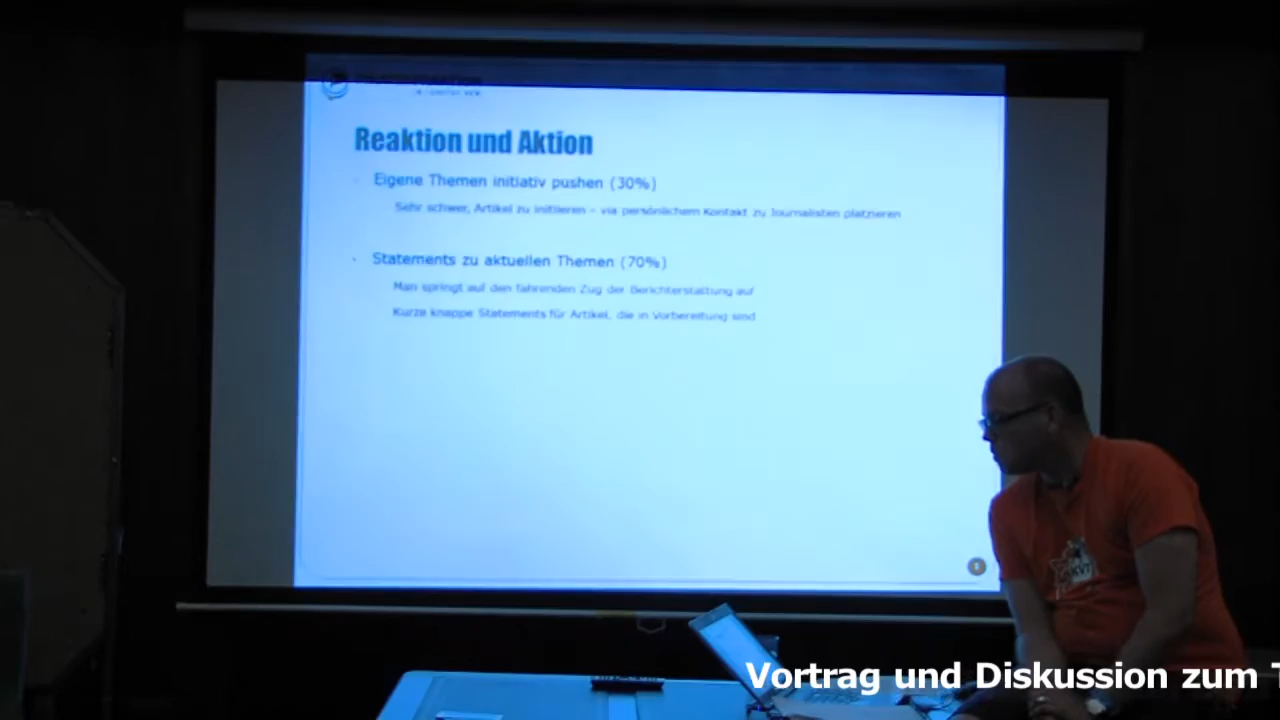 Reaktion und Aktion
Eigene Themen initiativ pushen (30%)
Sehr schwer, Artikel zu initiieren – via persönlichem Kontakt zu Journalisten platzieren
Statements zu aktuellen Themen (70%)
Man springt auf den fahrenden Zug der Berichterstattung auf
Kurze knappe Statements für Artikel, die in Vorbereitung sind
Vortrag und Diskussion zum T